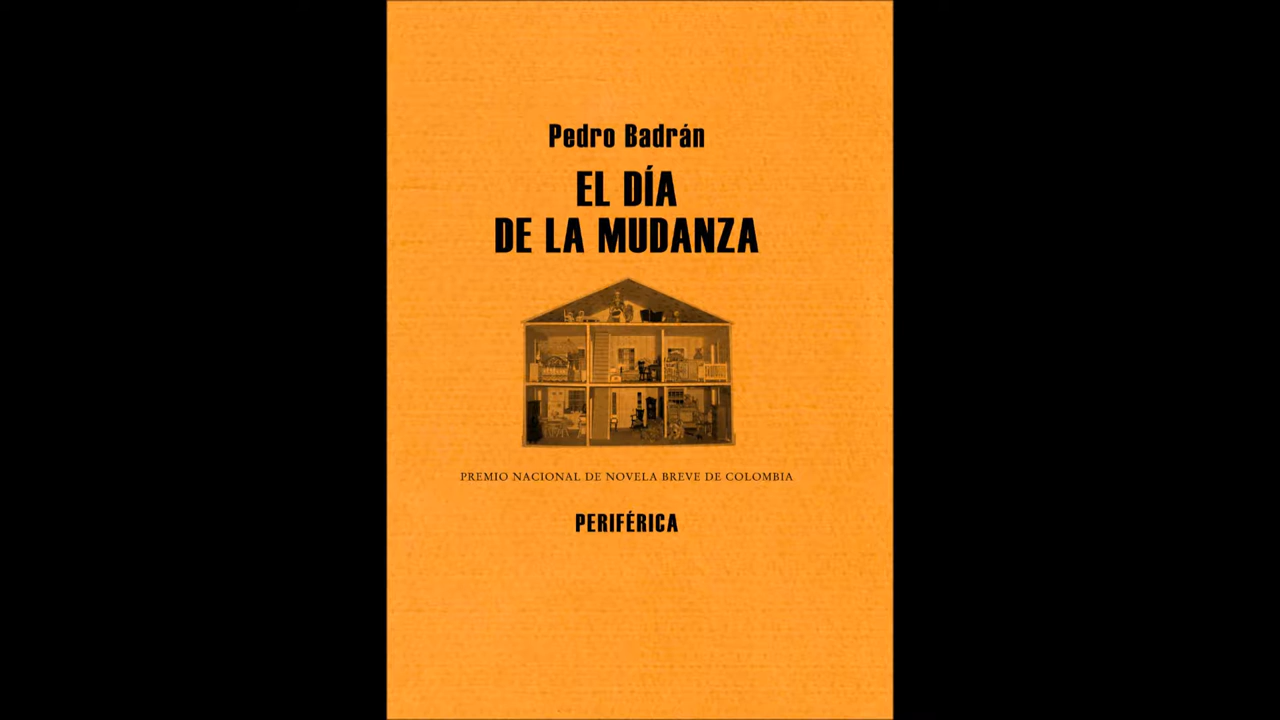 Pedro Badrán
EL DÍA
DE LA MUDANZA
PREMIO NACIONAL DE NOVELA BREVE DE COLOMBIA
PERIFÉRICA